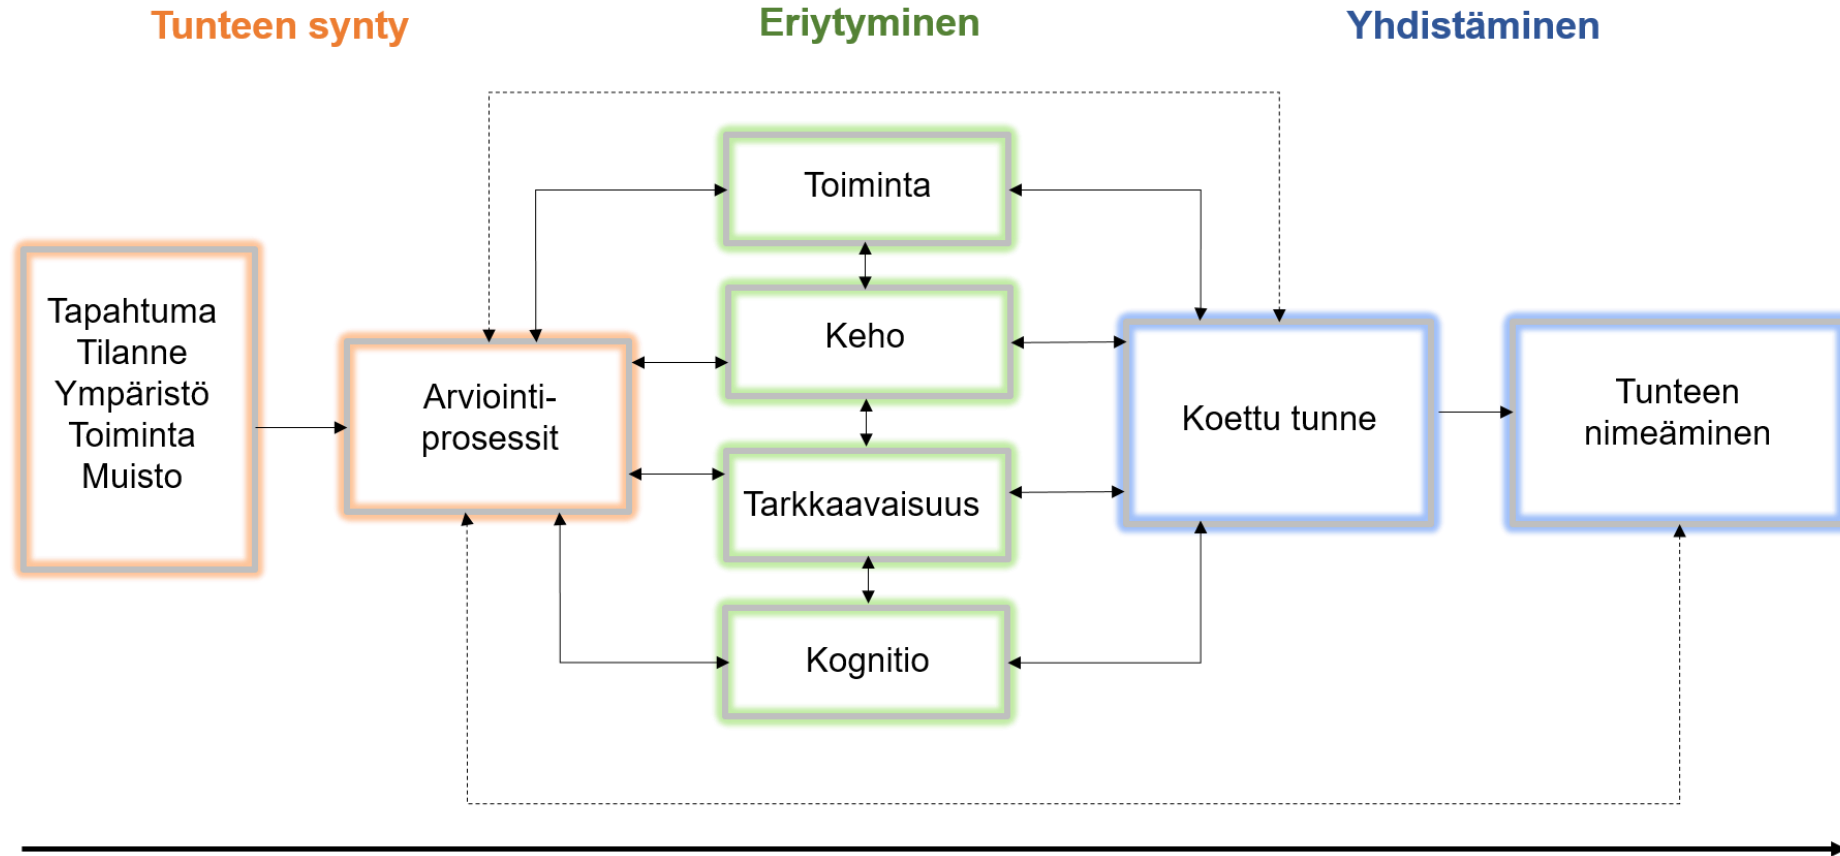 Tunteen synty
Eriytyminen
Yhdistäminen
Tapahtuma
Tilanne
Ympäristö
Toiminta
Muisto
Arviointi-
prosessit
Toiminta
Keho
Tarkkaavaisuus
Kognitio
Koettu tunne
Tunteen
nimeäminen